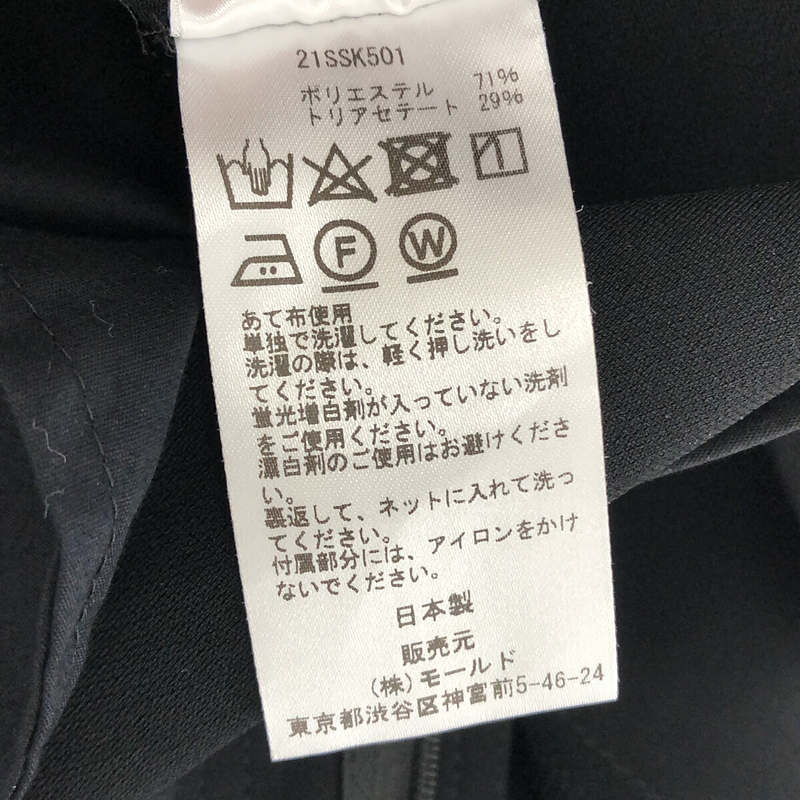 21SSK501
ポリエステル 71%
トリアセテート 29%
F W
あて布使用
単独で洗濯してください。
洗濯の際は、軽く押し洗いをし
てください。
蛍光増白剤が入っていない洗剤
をご使用ください。
漂白剤のご使用はお避けくださ
い。
裏返して、ネットに入れて洗っ
てください。
付属部分には、アイロンをかけ
ないでください。
日本製
販売元
(株)モールド
東京都渋谷区神宮前5-46-24